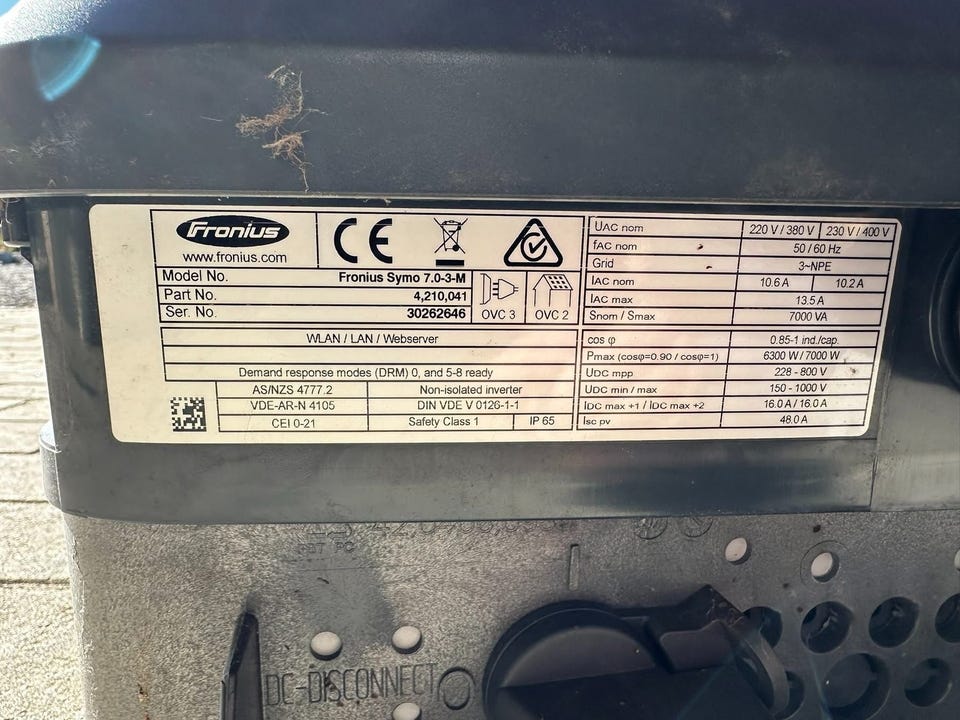 Fronius
www.fronius.com
CE
Model No. Fronius Symo 7.0-3-M
Part No. 4,210,041
Ser. No. 30262646
OVC 3 OVC 2
WLAN / LAN / Webserver
Demand response modes (DRM) 0, and 5-8 ready
AS/NZS 4777.2 Non-isolated inverter
VDE-AR-N 4105 DIN VDE V 0126-1-1
CEI 0-21 Safety Class 1 IP 65
UAC nom 220 V / 380 V 230 V / 400 V
fAC nom 50 / 60 Hz
Grid 3~NPE
IAC nom 10.6 A 10.2 A
IAC max 13.5 A
Snom / Smax 7000 VA
cos φ 0.85-1 ind./cap.
Pmax (cosφ=0.90 / cosφ=1) 6300 W / 7000 W
UDC mpp 228 - 800 V
UDC min / max 150 - 1000 V
IDC max +1 / IDC max +2 16.0 A / 16.0 A
Isc pv 48.0 A
DC-DISCONNECT